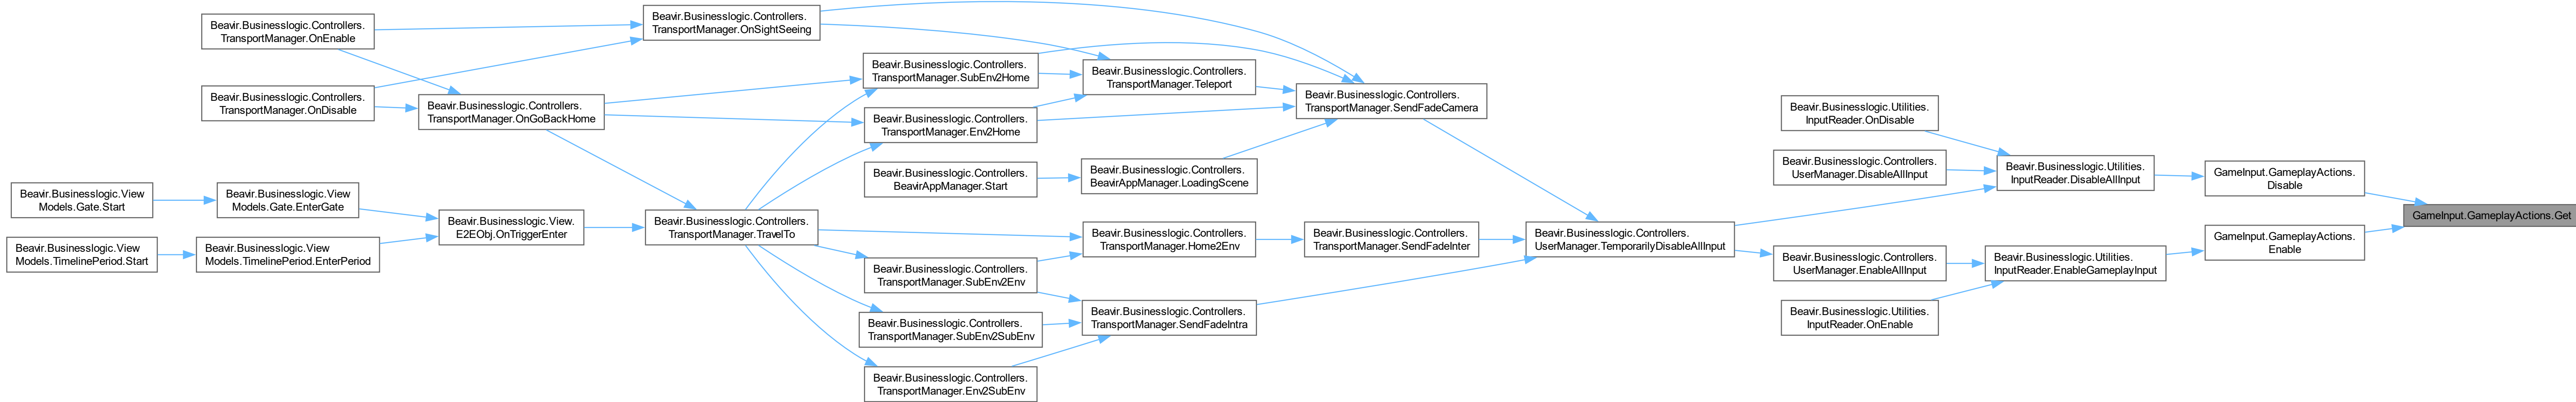 Beavir.Businesslogic.Controllers.
TransportManager.OnEnable
Beavir.Businesslogic.Controllers.
TransportManager.OnDisable
Beavir.Businesslogic.View
Models.Gate.Start
Beavir.Businesslogic.View
Models.TimelinePeriod.Start
Beavir.Businesslogic.View
Models.Gate.EnterGate
Beavir.Businesslogic.View
Models.TimelinePeriod.EnterPeriod
Beavir.Businesslogic.Controllers.
TransportManager.OnGoBackHome
Beavir.Businesslogic.View.
E2EObj.OnTriggerEnter
Beavir.Businesslogic.Controllers.
TransportManager.OnSightSeeing
Beavir.Businesslogic.Controllers.
TransportManager.TravelTo
Beavir.Businesslogic.Controllers.
TransportManager.SubEnv2Home
Beavir.Businesslogic.Controllers.
TransportManager.Env2Home
Beavir.Businesslogic.Controllers.
BeavirAppManager.Start
Beavir.Businesslogic.Controllers.
TransportManager.SubEnv2Env
Beavir.Businesslogic.Controllers.
TransportManager.SubEnv2SubEnv
Beavir.Businesslogic.Controllers.
TransportManager.Env2SubEnv
Beavir.Businesslogic.Controllers.
TransportManager.Teleport
Beavir.Businesslogic.Controllers.
BeavirAppManager.LoadingScene
Beavir.Businesslogic.Controllers.
TransportManager.Home2Env
Beavir.Businesslogic.Controllers.
TransportManager.SendFadeIntra
Beavir.Businesslogic.Controllers.
TransportManager.SendFadeCamera
Beavir.Businesslogic.Controllers.
TransportManager.SendFadeInter
Beavir.Businesslogic.Controllers.
UserManager.TemporarilyDisableAllInput
Beavir.Businesslogic.Utilities.
InputReader.OnDisable
Beavir.Businesslogic.Controllers.
UserManager.DisableAllInput
Beavir.Businesslogic.Controllers.
UserManager.EnableAllInput
Beavir.Businesslogic.Utilities.
InputReader.OnEnable
Beavir.Businesslogic.Utilities.
InputReader.DisableAllInput
Beavir.Businesslogic.Utilities.
InputReader.EnableGameplayInput
GameInput.GameplayActions.
Disable
GameInput.GameplayActions.
Enable
GameInput.GameplayActions.Get